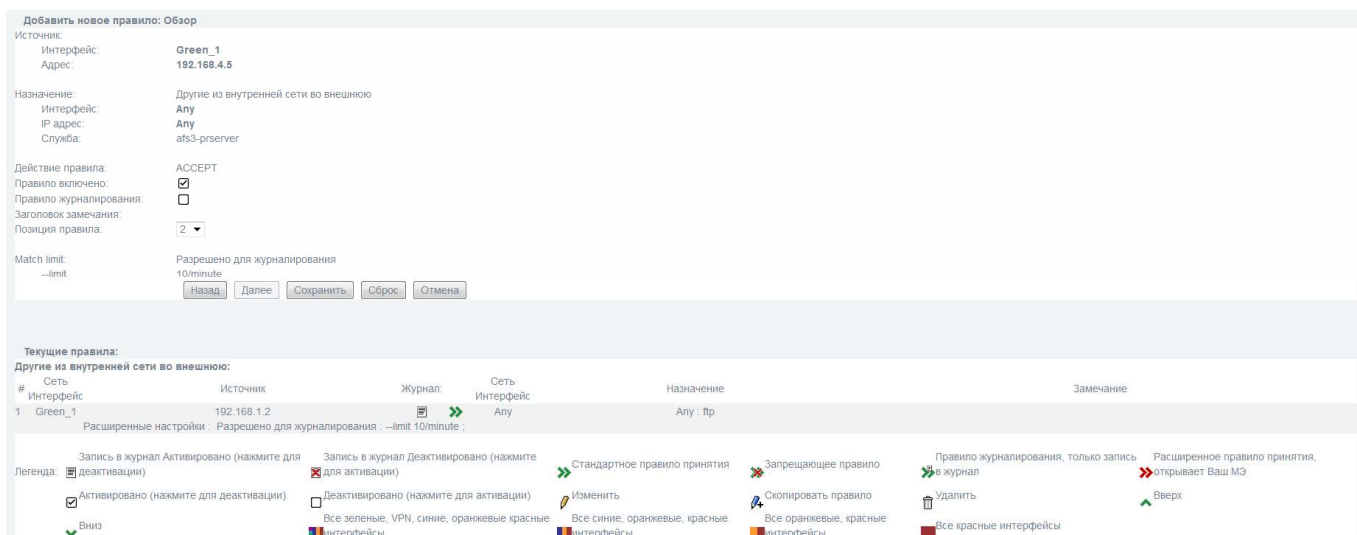 Добавить новое правило: Обзор
Источник:
Интерфейс: Green_1
Адрес: 192.168.4.5
Назначение: Другие из внутренней сети во внешнюю
Интерфейс: Any
IP адрес: Any
Служба: afs3-prserver
Действие правила: ACCEPT
Правило включено:
Правило журналирования:
Заголовок замечания:
Позиция правила: 2
Match limit: Разрешено для журналирования
--limit 10/minute
Назад Далее Сохранить Сброс Отмена
Текущие правила:
Другие из внутренней сети во внешнюю:
# Сеть Интерфейс Источник Журнал: Сеть Интерфейс Назначение Замечание
1 Green_1 192.168.1.2 Any Any : ftp
Расширенные настройки : Разрешено для журналирования : --limit 10/minute ;
Легенда: Запись в журнал Активировано (нажмите для деактивации) Запись в журнал Деактивировано (нажмите для активации) Стандартное правило принятия Запрещающее правило Правило журналирования, только запись в журнал Расширенное правило принятия, открывает Ваш МЭ
Активировано (нажмите для деактивации) Деактивировано (нажмите для активации) Изменить Скопировать правило Удалить Вверх
Вниз Все зеленые, VPN, синие, оранжевые красные интерфейсы Все синие, оранжевые, красные интерфейсы Все оранжевые, красные интерфейсы Все красные интерфейсы